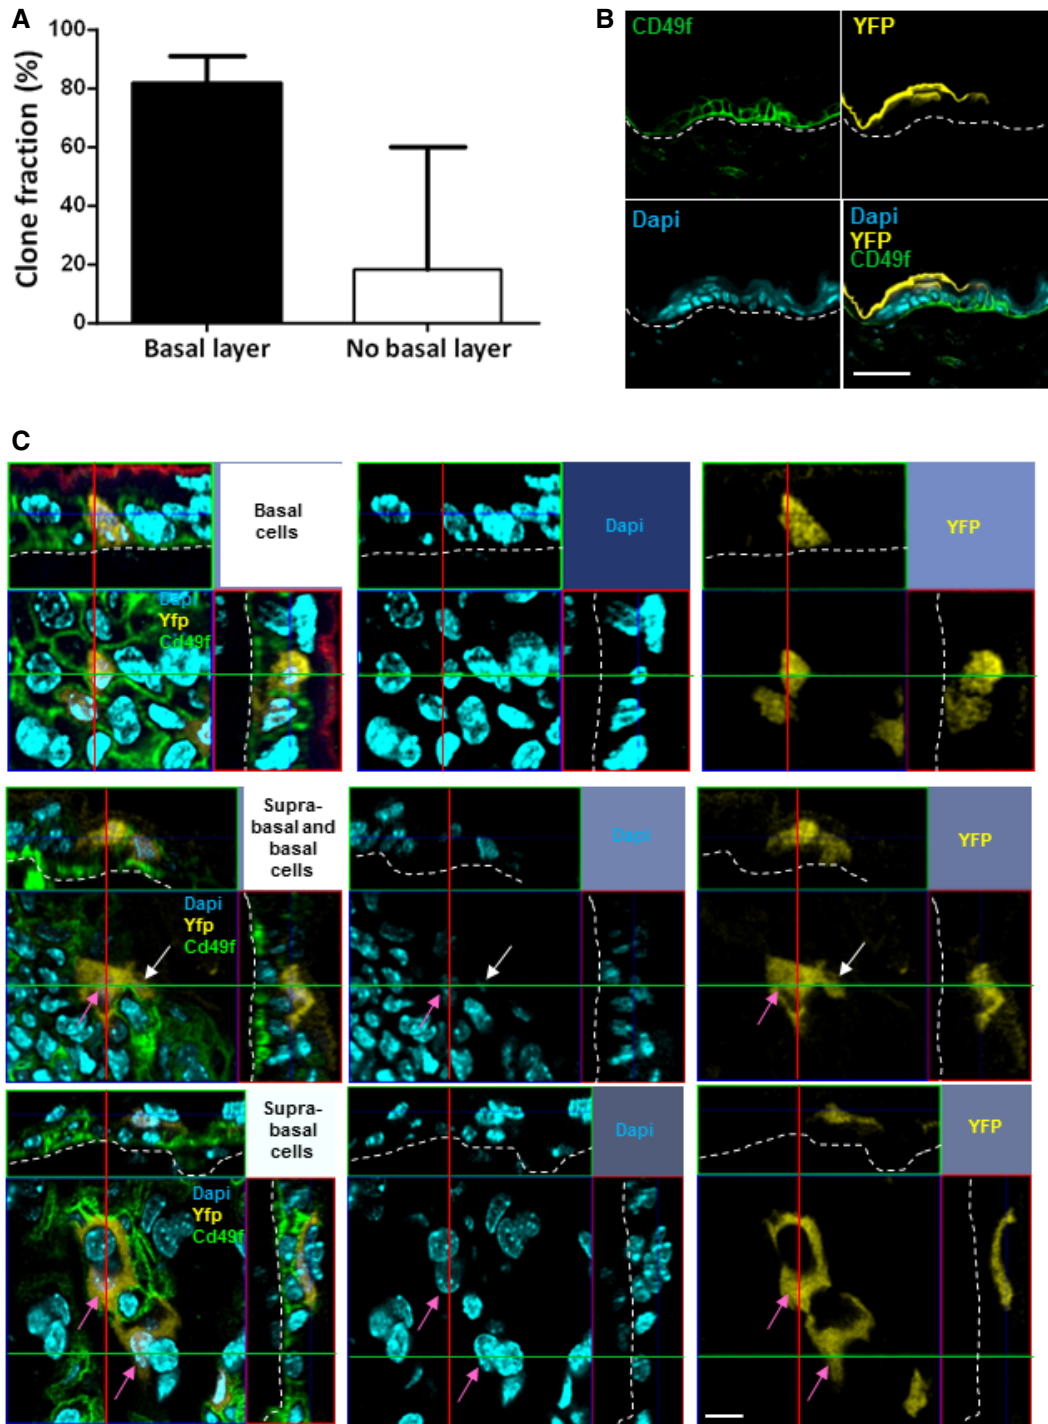 A
B
100
80
60
40
20
0
Clone fraction (%)
Basal layer
No basal layer
CD49f
YFP
Dapi
Dapi
YFP
CD49f
C
Basal
cells
Dapi
YFP
Dapi
Yfp
Cd49f
Supra-
basal and
basal
cells
Dapi
YFP
Dapi
Yfp
Cd49f
Supra-
basal
cells
Dapi
YFP
Dapi
Yfp
Cd49f